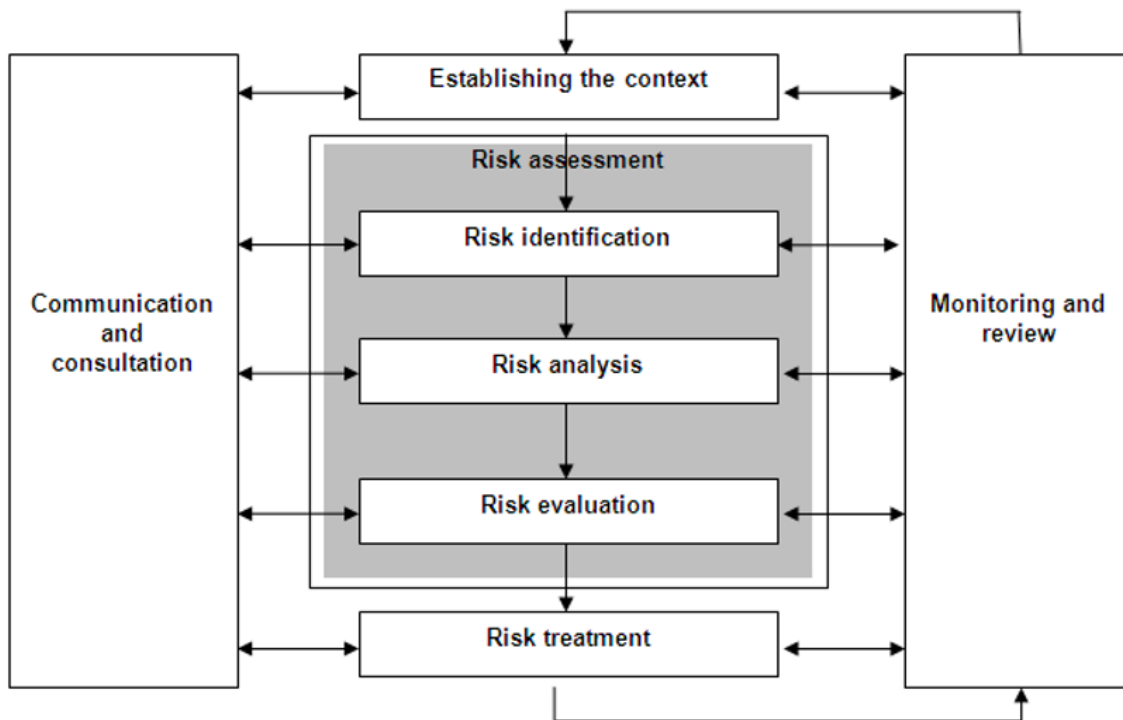 Establishing the context
Risk assessment
Risk identification
Communication
and
consultation
Monitoring and
review
Risk analysis
Risk evaluation
Risk treatment